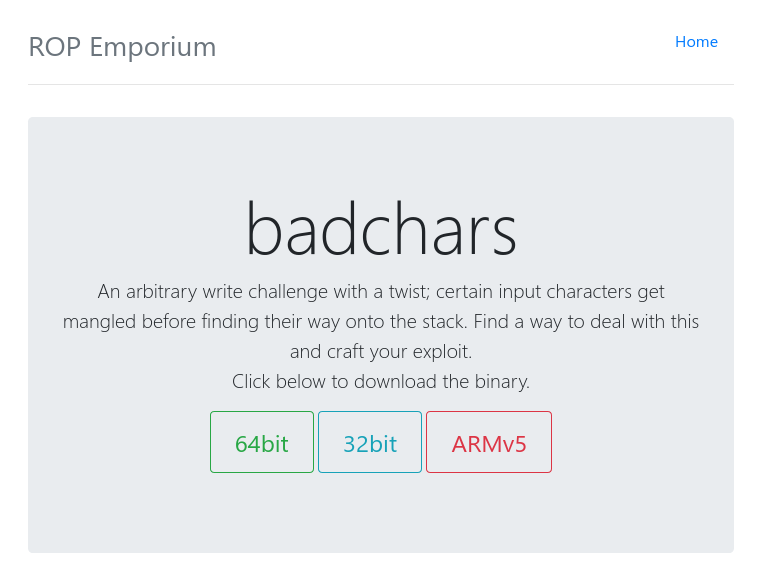 ROP Emporium
Home
badchars
An arbitrary write challenge with a twist; certain input characters get
mangled before finding their way onto the stack. Find a way to deal with this
and craft your exploit.
Click below to download the binary.
64bit
32bit
ARMv5